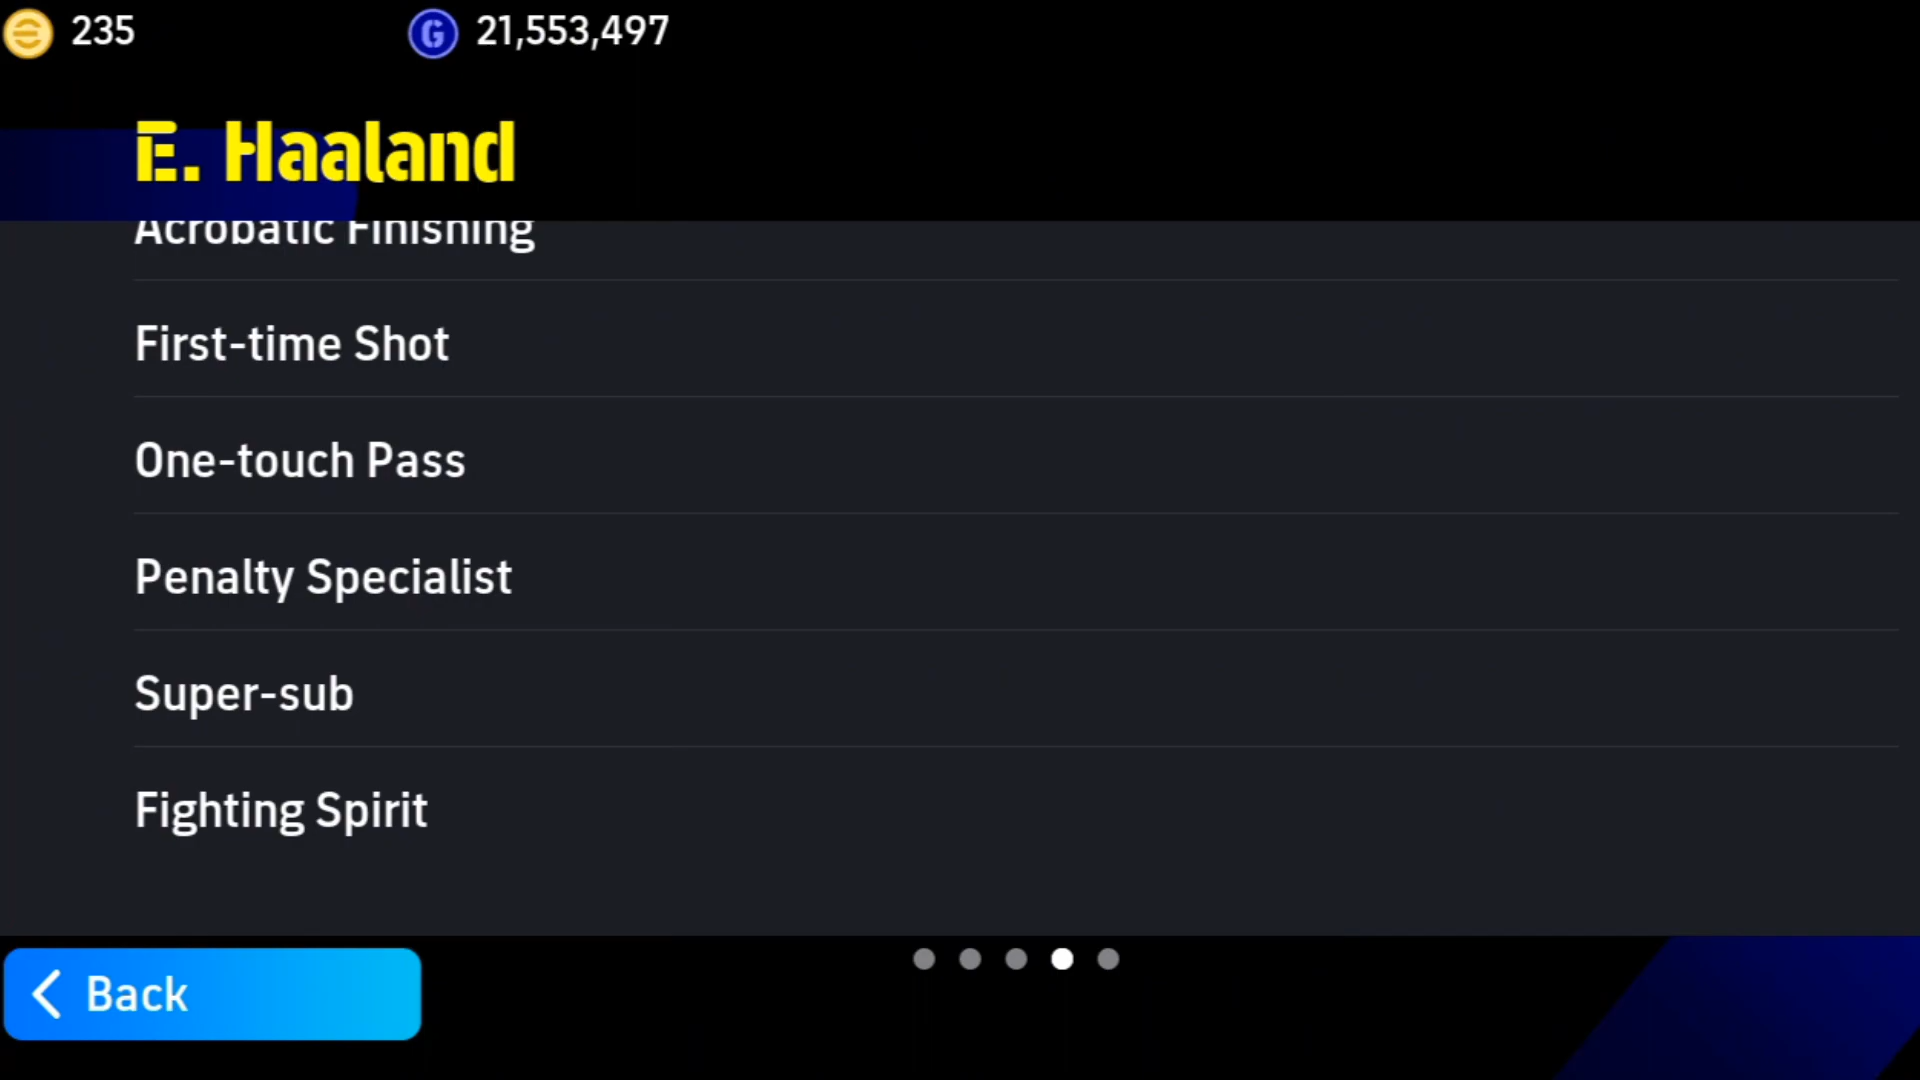 235
G 21,553,497
E. Haaland
Acrobatic Finishing
First-time Shot
One-touch Pass
Penalty Specialist
Super-sub
Fighting Spirit
Back